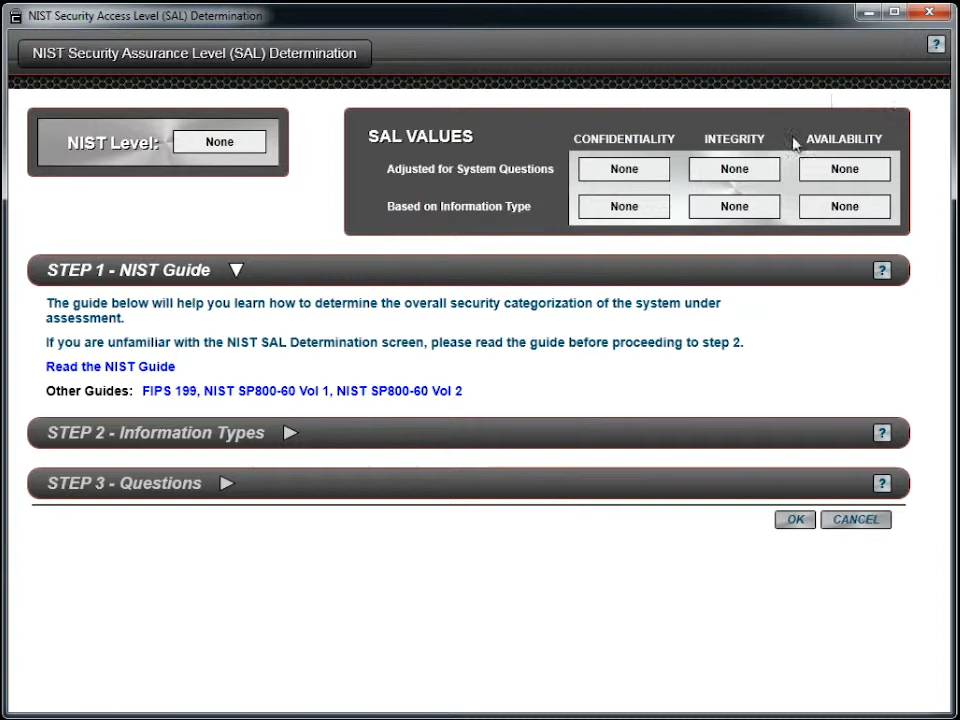 NIST Security Access Level (SAL) Determination
NIST Security Assurance Level (SAL) Determination
?
NIST Level: None
SAL VALUES CONFIDENTIALITY INTEGRITY AVAILABILITY
Adjusted for System Questions None None None
Based on Information Type None None None
STEP 1 - NIST Guide ?
The guide below will help you learn how to determine the overall security categorization of the system under
assessment.
If you are unfamiliar with the NIST SAL Determination screen, please read the guide before proceeding to step 2.
Read the NIST Guide
Other Guides: FIPS 199, NIST SP800-60 Vol 1, NIST SP800-60 Vol 2
STEP 2 - Information Types ?
STEP 3 - Questions ?
OK CANCEL